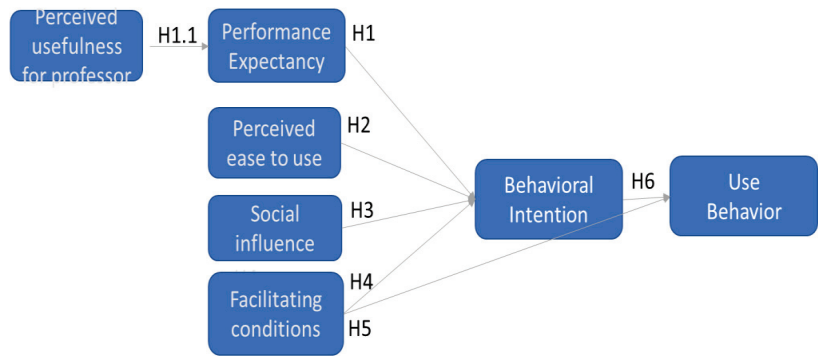 Perceived
usefulness
for professor
H1.1
Performance
Expectancy
H1
Perceived
ease to use
H2
Social
influence
H3
Facilitating
conditions
H4
H5
Behavioral
Intention
H6
Use
Behavior